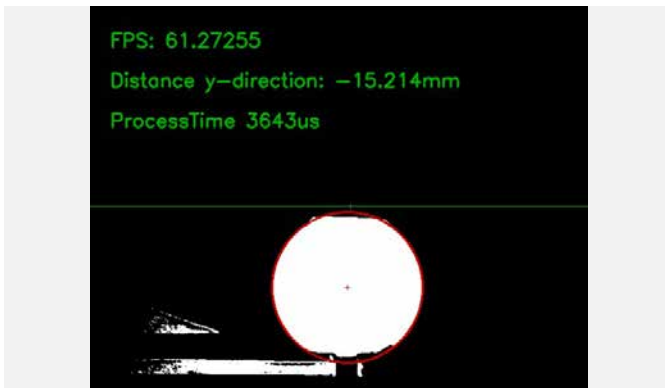 FPS: 61.27255
Distance y-direction: -15.214mm
ProcessTime 3643us